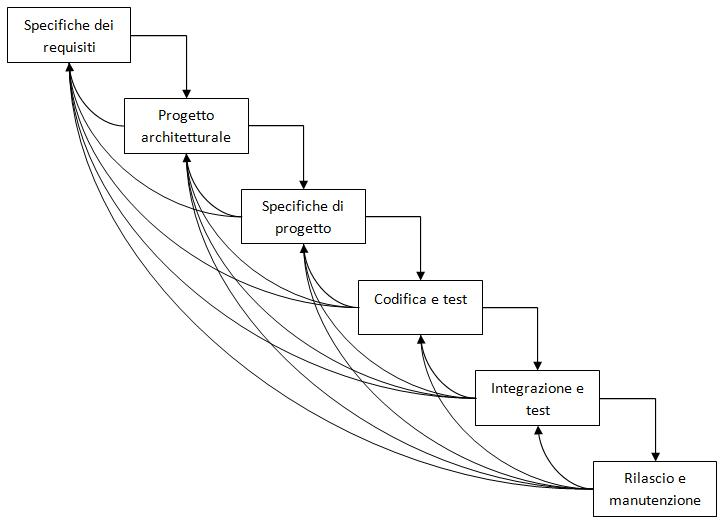 Specifiche dei
requisiti
Progetto
architetturale
Specifiche di
progetto
Codifica e test
Integrazione e
test
Rilascio e
manutenzione